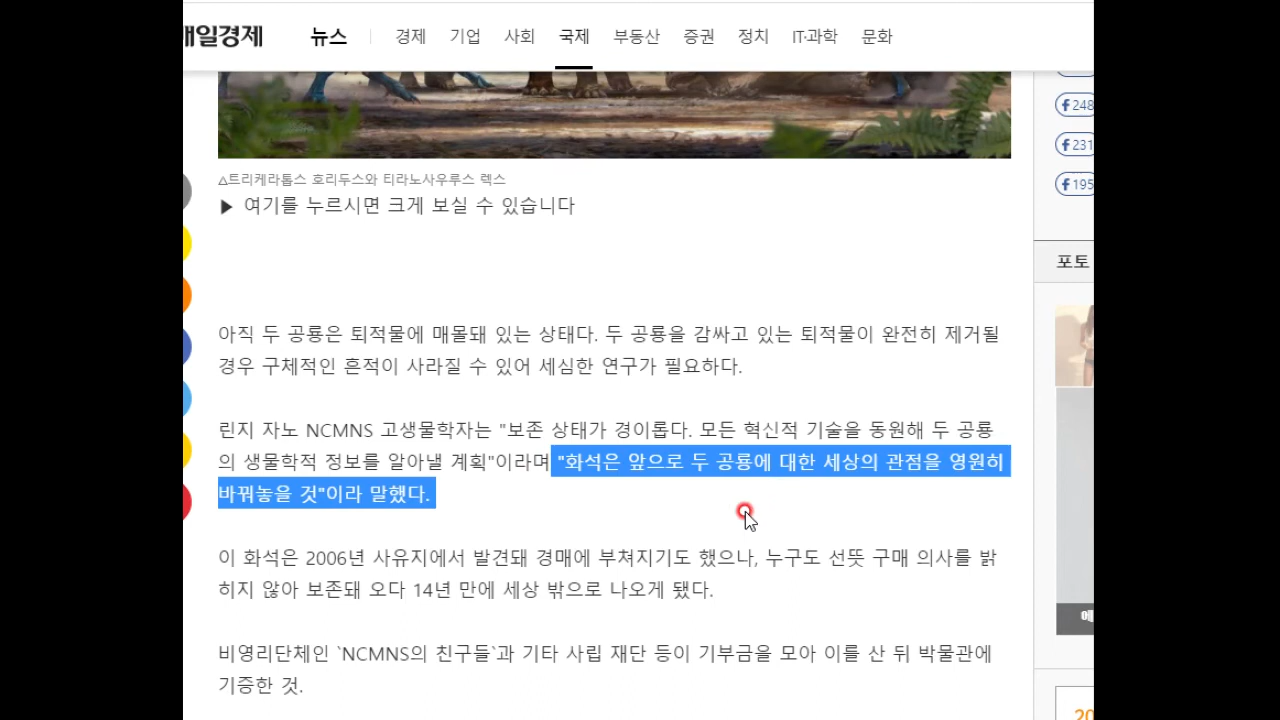 매일경제
뉴스 경제 기업 사회 국제 부동산 증권 정치 IT·과학 문화
248
231
195
△트리케라톱스 호리두스와 티라노사우루스 렉스
▶ 여기를 누르시면 크게 보실 수 있습니다
포토
아직 두 공룡은 퇴적물에 매몰돼 있는 상태다. 두 공룡을 감싸고 있는 퇴적물이 완전히 제거될
경우 구체적인 흔적이 사라질 수 있어 세심한 연구가 필요하다.
린지 자노 NCMNS 고생물학자는 "보존 상태가 경이롭다. 모든 혁신적 기술을 동원해 두 공룡
의 생물학적 정보를 알아낼 계획"이라며 "화석은 앞으로 두 공룡에 대한 세상의 관점을 영원히
바꿔놓을 것"이라 말했다.
이 화석은 2006년 사유지에서 발견돼 경매에 부쳐지기도 했으나, 누구도 선뜻 구매 의사를 밝
히지 않아 보존돼 오다 14년 만에 세상 밖으로 나오게 됐다.
에
비영리단체인 `NCMNS의 친구들`과 기타 사립 재단 등이 기부금을 모아 이를 산 뒤 박물관에
기증한 것.
20